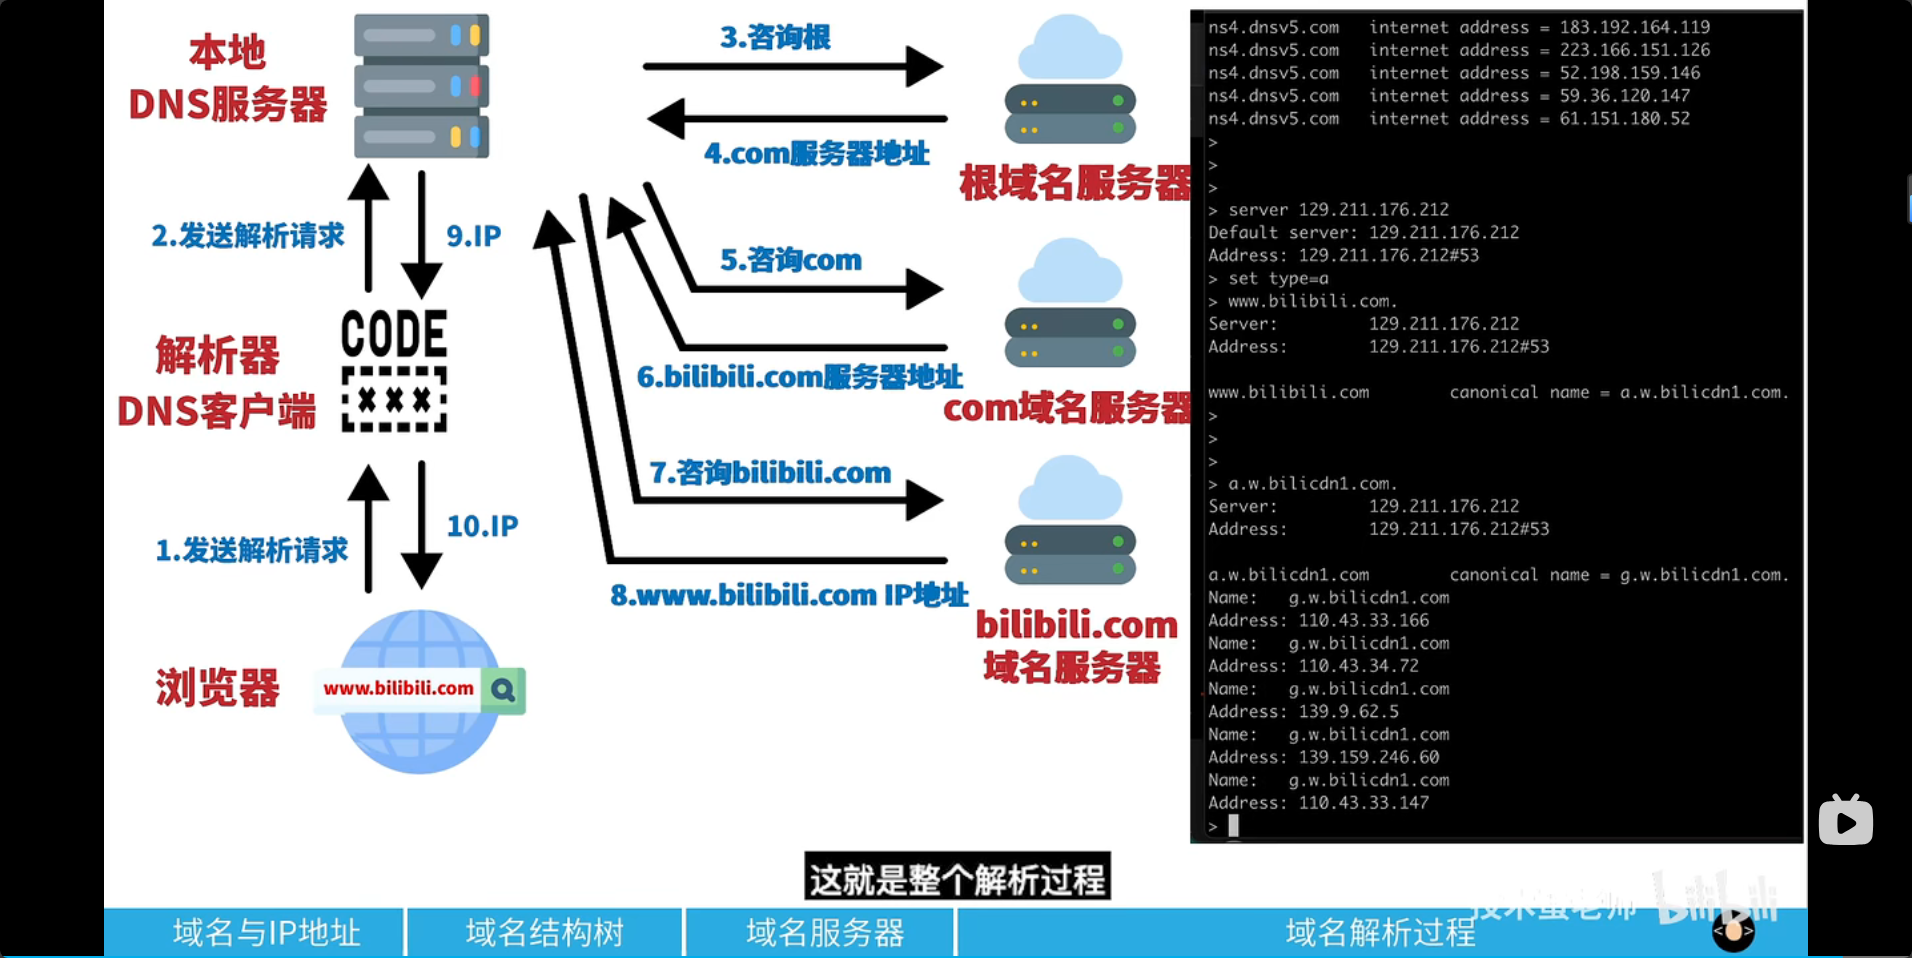 本地
DNS服务器
2.发送解析请求
9.IP
CODE
解析器
DNS客户端
1.发送解析请求
10.IP
浏览器
www.bilibili.com
3.咨询根
4.com服务器地址
根域名服务器
5.咨询com
6.bilibili.com服务器地址
com域名服务器
7.咨询bilibili.com
8.www.bilibili.com IP地址
bilibili.com
域名服务器
ns4.dnsv5.com internet address = 183.192.164.119
ns4.dnsv5.com internet address = 223.166.151.126
ns4.dnsv5.com internet address = 52.198.159.146
ns4.dnsv5.com internet address = 59.36.120.147
ns4.dnsv5.com internet address = 61.151.180.52
>
>
>
> server 129.211.176.212
Default server: 129.211.176.212
Address: 129.211.176.212#53
> set type=a
> www.bilibili.com.
Server: 129.211.176.212
Address: 129.211.176.212#53
www.bilibili.com canonical name = a.w.bilicdn1.com.
>
>
>
> a.w.bilicdn1.com.
Server: 129.211.176.212
Address: 129.211.176.212#53
a.w.bilicdn1.com canonical name = g.w.bilicdn1.com.
Name: g.w.bilicdn1.com
Address: 110.43.33.166
Name: g.w.bilicdn1.com
Address: 110.43.34.72
Name: g.w.bilicdn1.com
Address: 139.9.62.5
Name: g.w.bilicdn1.com
Address: 139.159.246.60
Name: g.w.bilicdn1.com
Address: 110.43.33.147
>
这就是整个解析过程
技术蛋老师 bilibili
域名与IP地址
域名结构树
域名服务器
域名解析过程